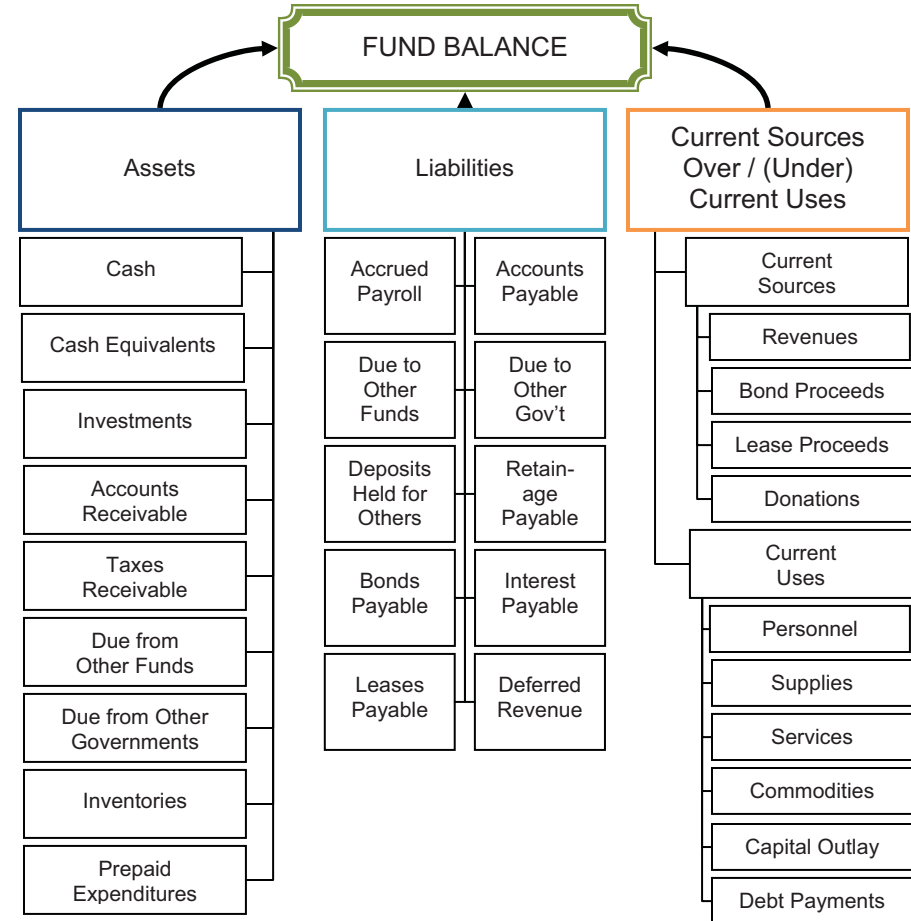 FUND BALANCE
Assets
Cash
Cash Equivalents
Investments
Accounts
Receivable
Taxes
Receivable
Due from
Other Funds
Due from Other
Governments
Inventories
Prepaid
Expenditures
Liabilities
Accrued
Payroll
Accounts
Payable
Due to
Other
Funds
Due to
Other
Gov’t
Deposits
Held for
Others
Retain-
age
Payable
Bonds
Payable
Interest
Payable
Leases
Payable
Deferred
Revenue
Current Sources
Over / (Under)
Current Uses
Current
Sources
Revenues
Bond Proceeds
Lease Proceeds
Donations
Current
Uses
Personnel
Supplies
Services
Commodities
Capital Outlay
Debt Payments